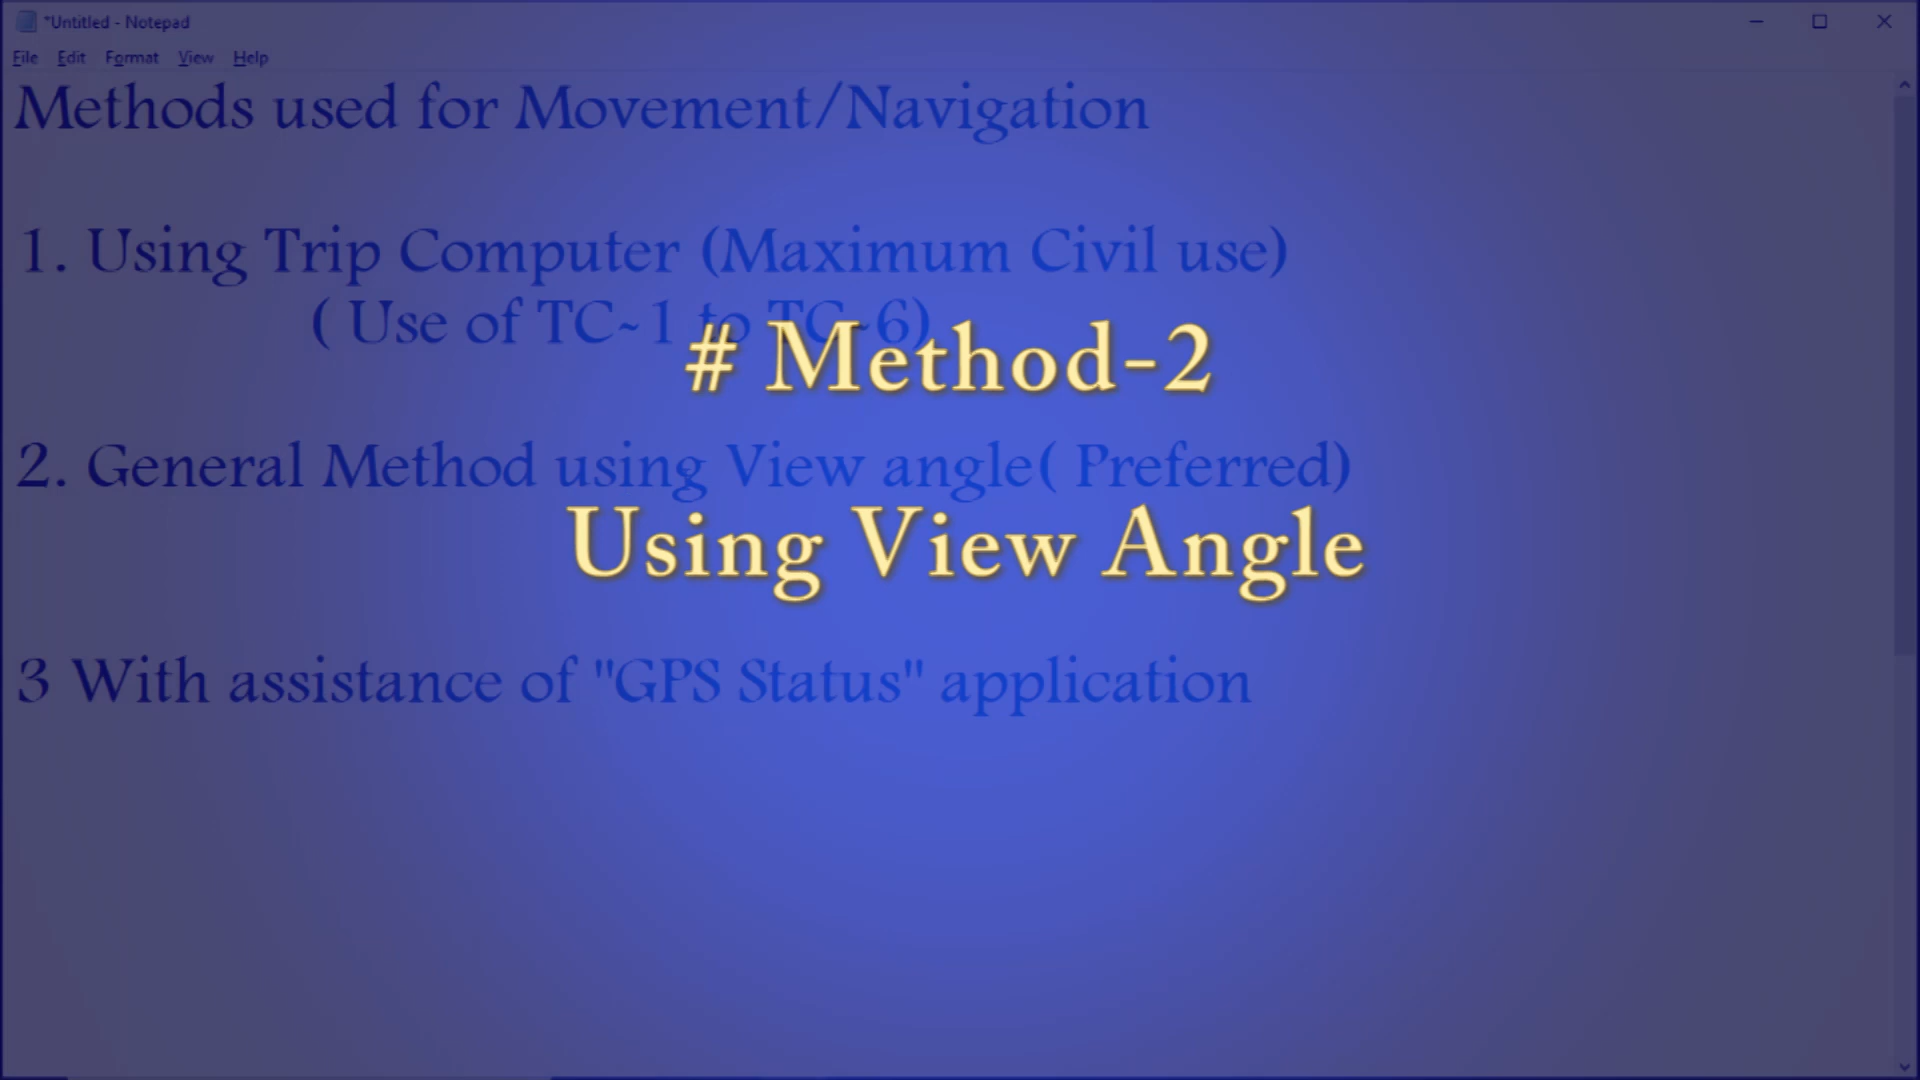 *Untitled - Notepad
File Edit Format View Help
Methods used for Movement/Navigation
1. Using Trip Computer (Maximum Civil use)
( Use of TC~1 to TC~6)
# Method-2
2. General Method using View angle( Preferred)
Using View Angle
3 With assistance of "GPS Status" application